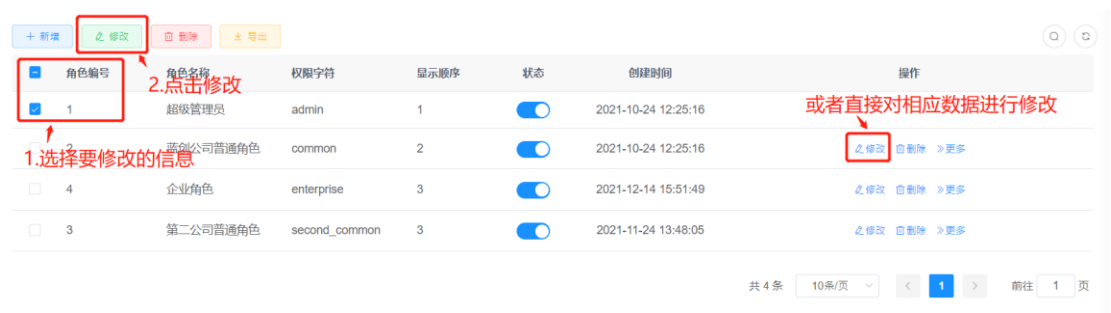 新增 修改 删除 导出
角色编号 角色名称 权限字符 显示顺序 状态 创建时间 操作
2.点击修改
1 超级管理员 admin 1 2021-10-24 12:25:16
或者直接对相应数据进行修改
2 蓝创公司普通角色 common 2 2021-10-24 12:25:16 修改 删除 更多
1.选择要修改的信息
4 企业角色 enterprise 3 2021-12-14 15:51:49 修改 删除 更多
3 第二公司普通角色 second_common 3 2021-11-24 13:48:05 修改 删除 更多
共 4 条 10条/页 < 1 > 前往 1 页